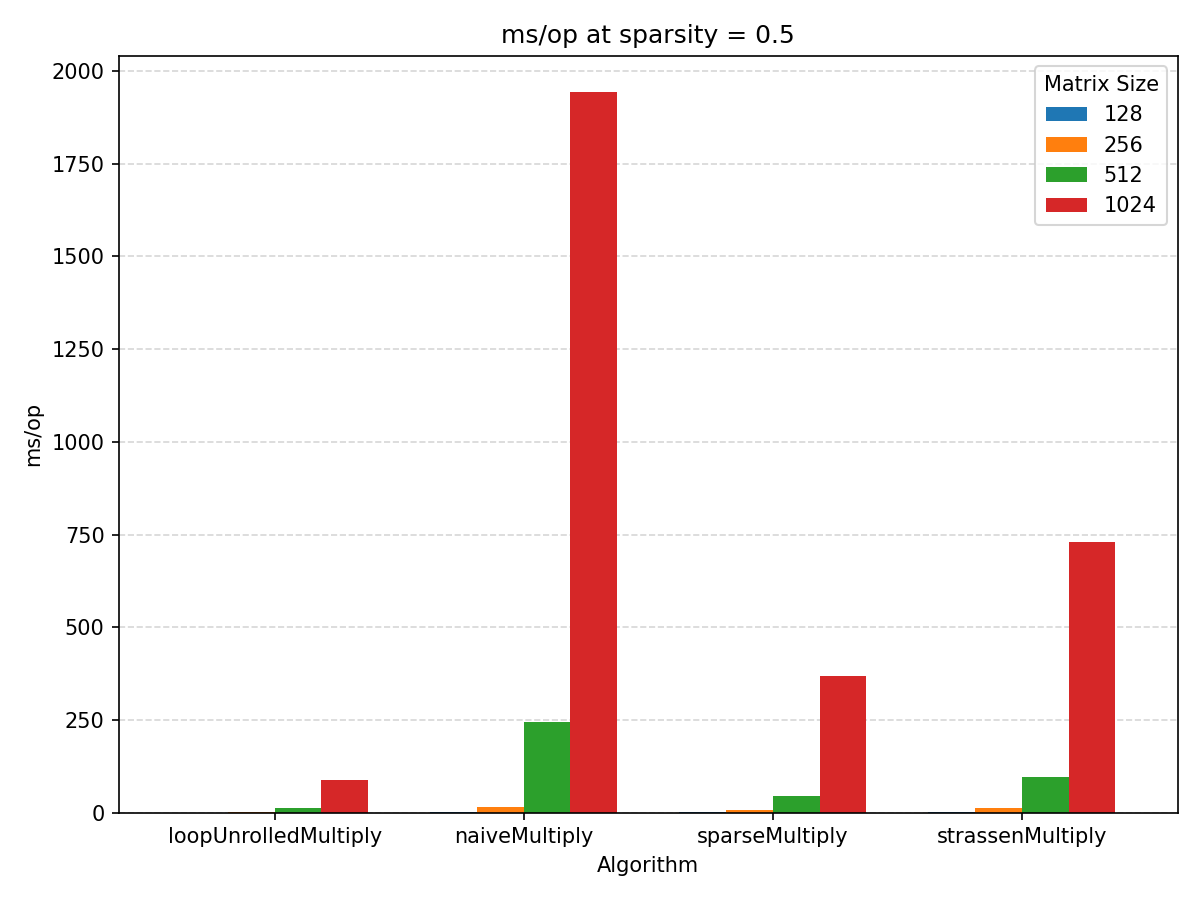 ms/op at sparsity = 0.5
2000
1750
1500
1250
1000
750
500
250
0
ms/op
Matrix Size
128
256
512
1024
loopUnrolledMultiply naiveMultiply sparseMultiply strassenMultiply
Algorithm